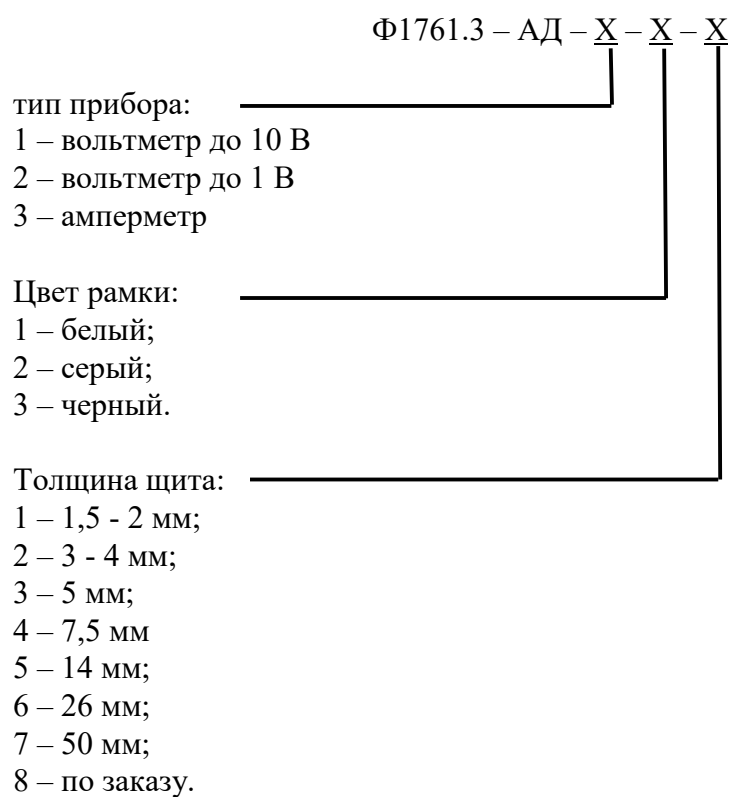 Ф1761.3 – АД – Х – Х – Х
тип прибора:
1 – вольтметр до 10 В
2 – вольтметр до 1 В
3 – амперметр
Цвет рамки:
1 – белый;
2 – серый;
3 – черный.
Толщина щита:
1 – 1,5 - 2 мм;
2 – 3 - 4 мм;
3 – 5 мм;
4 – 7,5 мм
5 – 14 мм;
6 – 26 мм;
7 – 50 мм;
8 – по заказу.